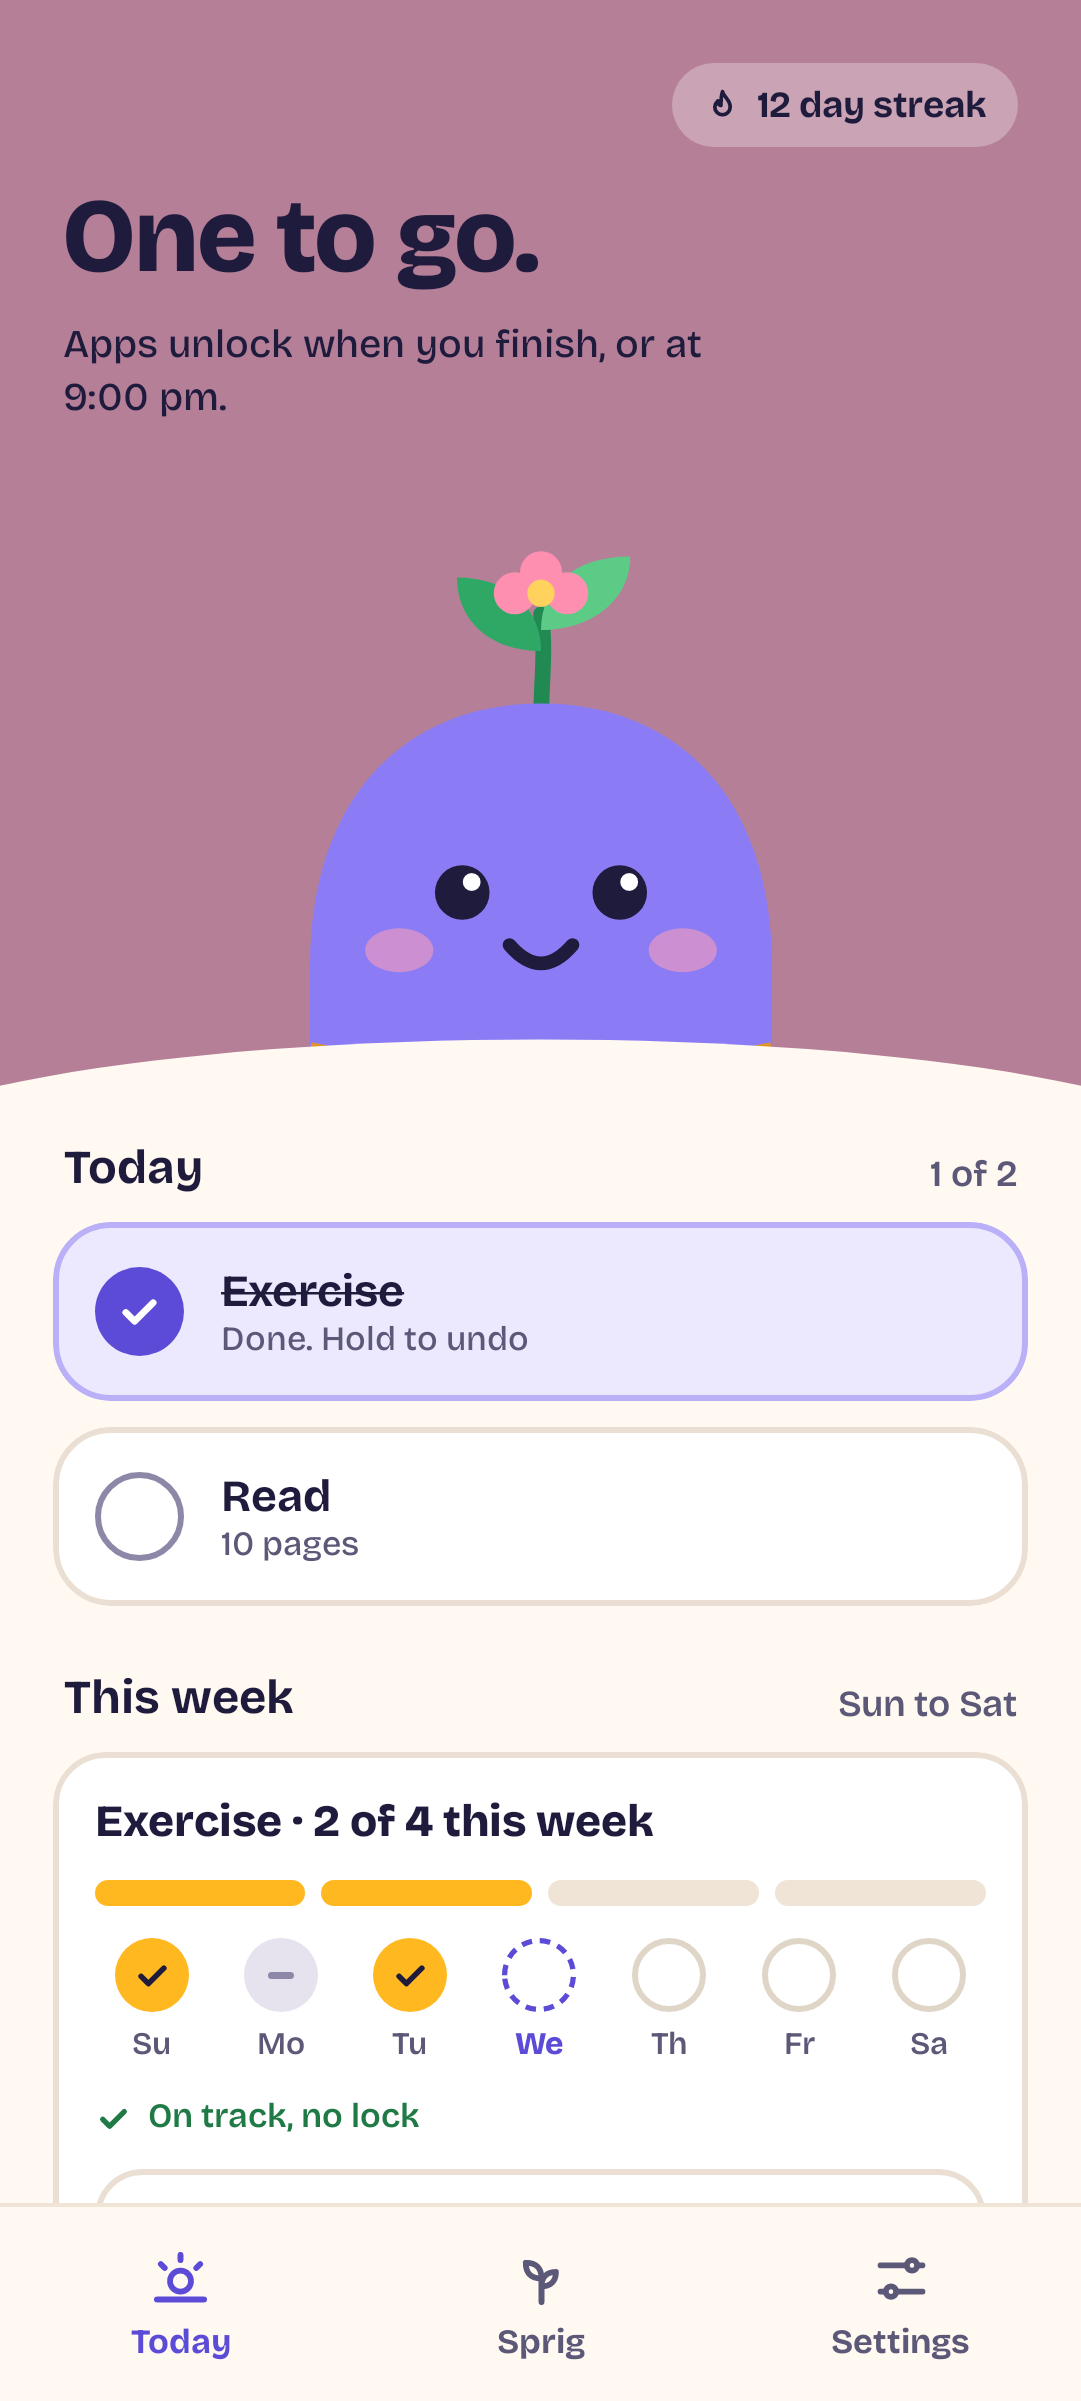 12 day streak
One to go.
Apps unlock when you finish, or at
9:00 pm.
Today
1 of 2
Exercise
Done. Hold to undo
Read
10 pages
This week
Sun to Sat
Exercise · 2 of 4 this week
Su Mo Tu We Th Fr Sa
On track, no lock
Today Sprig Settings